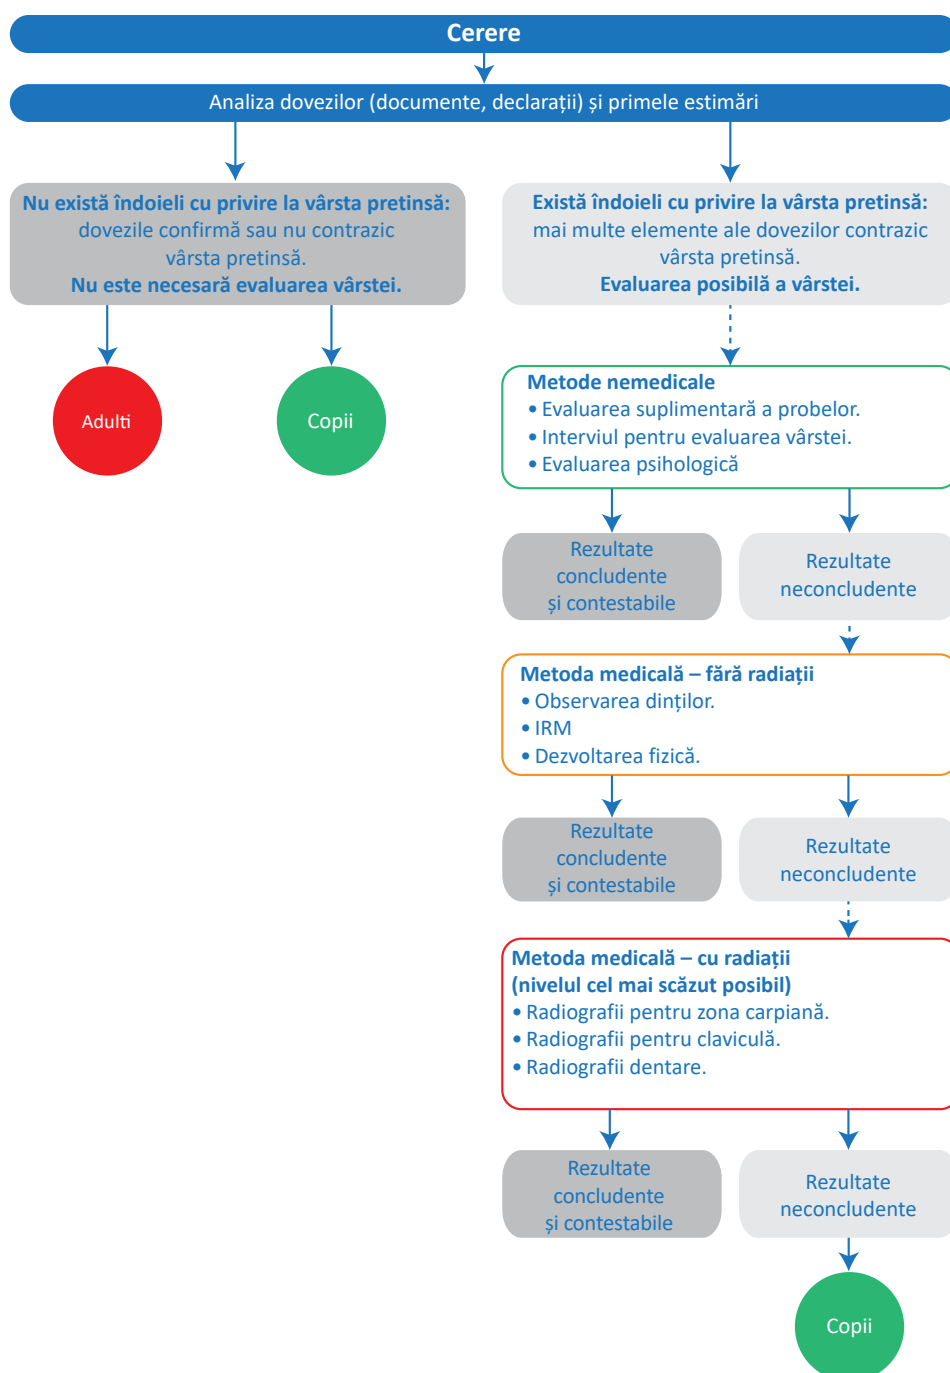 Cerere
Analiza dovezilor (documente, declarații) și primele estimări
Nu există îndoieli cu privire la vârsta pretinsă:
dovezile confirmă sau nu contrazic
vârsta pretinsă.
Nu este necesară evaluarea vârstei.
Există îndoieli cu privire la vârsta pretinsă:
mai multe elemente ale dovezilor contrazic
vârsta pretinsă.
Evaluarea posibilă a vârstei.
Adulti
Copii
Metode nemedicale
• Evaluarea suplimentară a probelor.
• Interviul pentru evaluarea vârstei.
• Evaluarea psihologică
Rezultate
concludente
și contestabile
Rezultate
neconcludente
Metoda medicală – fără radiații
• Observarea dinților.
• IRM
• Dezvoltarea fizică.
Rezultate
concludente
și contestabile
Rezultate
neconcludente
Metoda medicală – cu radiații
(nivelul cel mai scăzut posibil)
• Radiografii pentru zona carpiană.
• Radiografii pentru claviculă.
• Radiografii dentare.
Rezultate
concludente
și contestabile
Rezultate
neconcludente
Copii